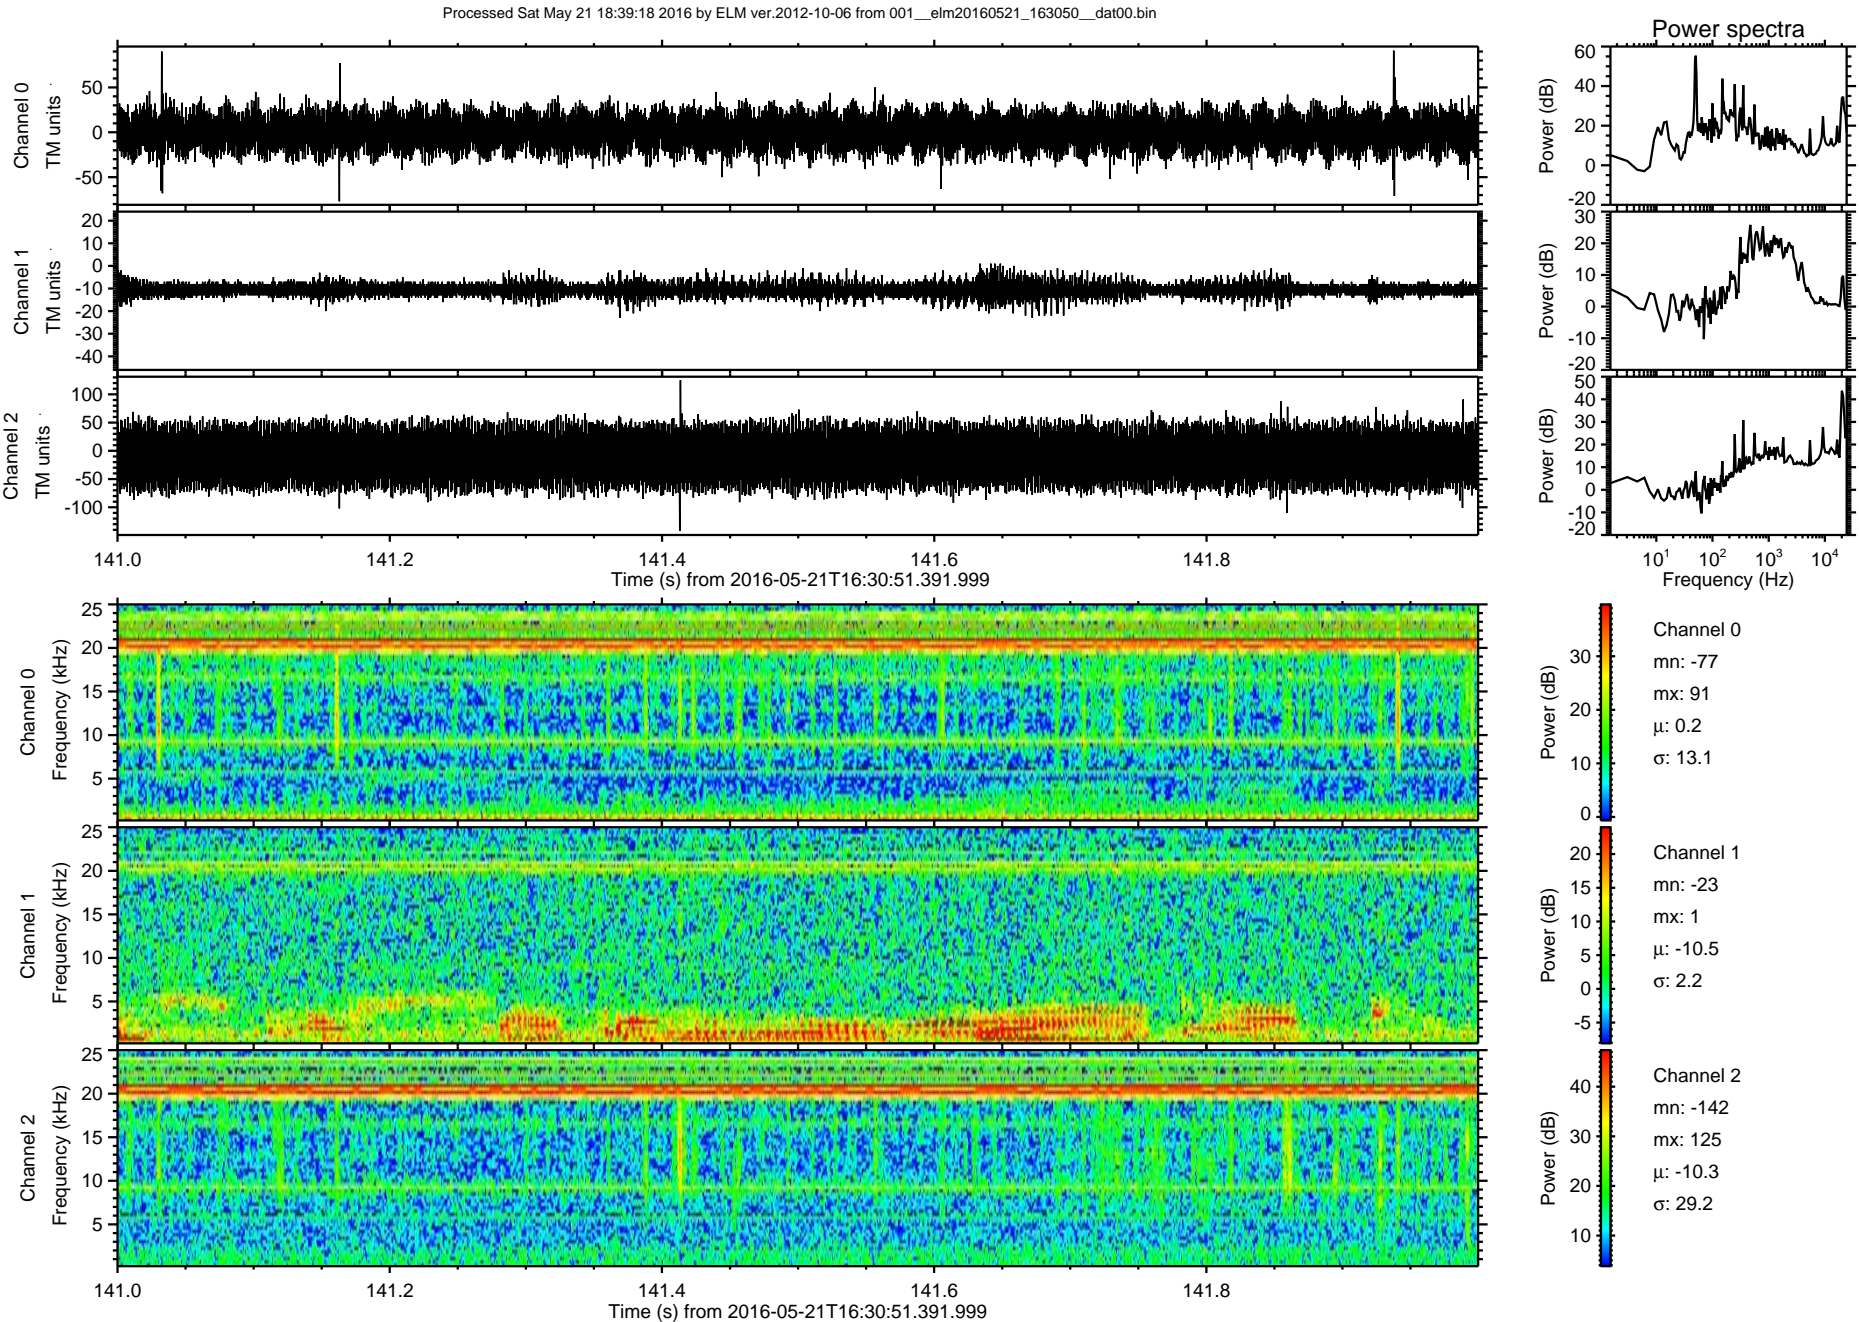 Processed Sat May 21 18:39:18 2016 by ELM ver.2012-10-06 from 001__elm20160521_163050__dat00.bin
Power spectra
Channel 0
TM units
50
0
-50
Power (dB)
60
40
20
0
-20
Channel 1
TM units
20
10
0
-10
-20
-30
-40
Power (dB)
30
20
10
0
-10
-20
Channel 2
TM units
100
50
0
-50
-100
Power (dB)
50
40
30
20
10
0
-10
-20
141.0 141.2 141.4 141.6 141.8
Time (s) from 2016-05-21T16:30:51.391.999
10^1 10^2 10^3 10^4
Frequency (Hz)
Channel 0
Frequency (kHz)
25
20
15
10
5
Power (dB)
30
20
10
0
Channel 0
mn: -77
mx: 91
μ: 0.2
σ: 13.1
Channel 1
Frequency (kHz)
25
20
15
10
5
Power (dB)
20
15
10
5
0
-5
Channel 1
mn: -23
mx: 1
μ: -10.5
σ: 2.2
Channel 2
Frequency (kHz)
25
20
15
10
5
Power (dB)
40
30
20
10
Channel 2
mn: -142
mx: 125
μ: -10.3
σ: 29.2
141.0 141.2 141.4 141.6 141.8
Time (s) from 2016-05-21T16:30:51.391.999